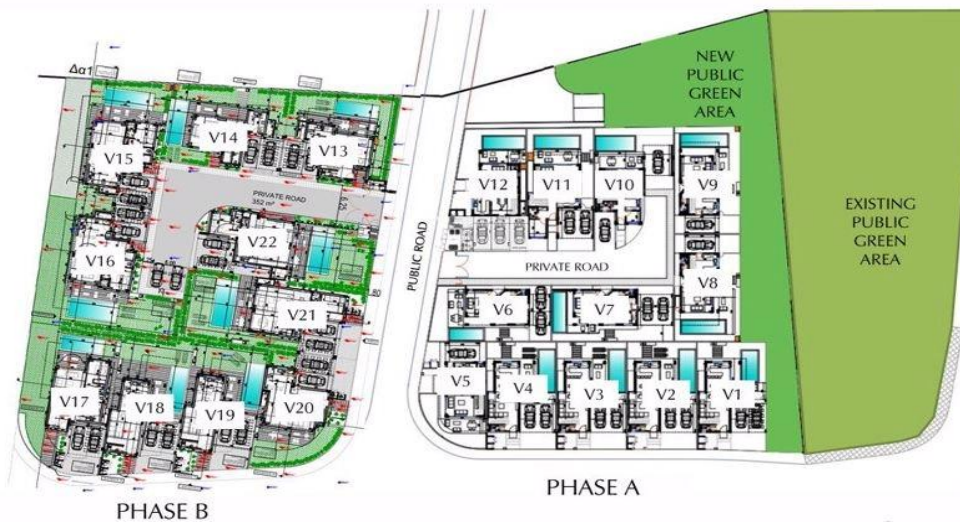 Δα1
V15
V14
V13
PRIVATE ROAD
352 m²
V22
V16
V21
V17
V18
V19
V20
PHASE B
PUBLIC ROAD
NEW
PUBLIC
GREEN
AREA
EXISTING
PUBLIC
GREEN
AREA
V12
V11
V10
V9
PRIVATE ROAD
V8
V6
V7
V5
V4
V3
V2
V1
PHASE A